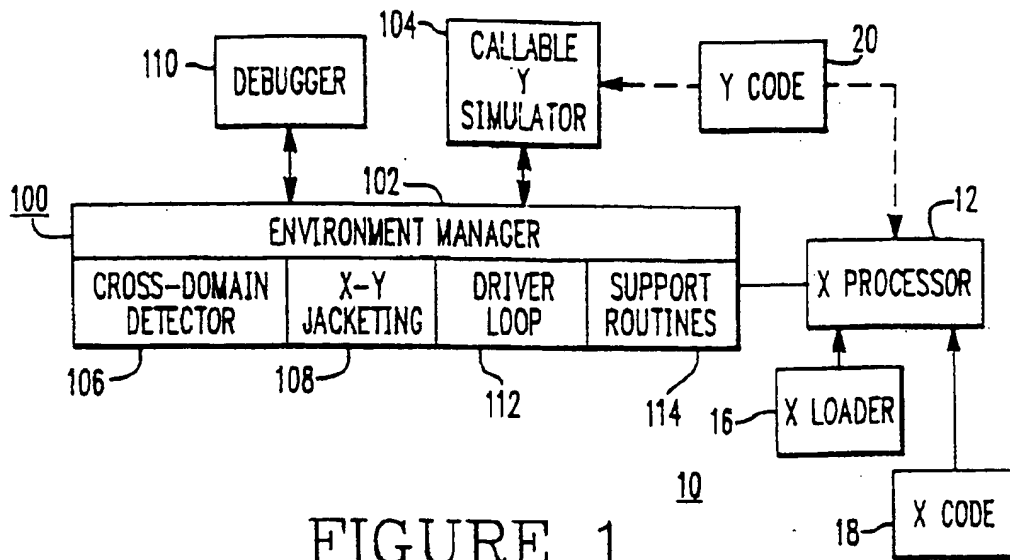 104
CALLABLE
Y
SIMULATOR
110
DEBUGGER
20
Y CODE
100
102
ENVIRONMENT MANAGER
CROSS-DOMAIN
DETECTOR
X-Y
JACKETING
DRIVER
LOOP
SUPPORT
ROUTINES
12
X PROCESSOR
106
108
112
114
16
X LOADER
10
18
X CODE
FIGURE 1